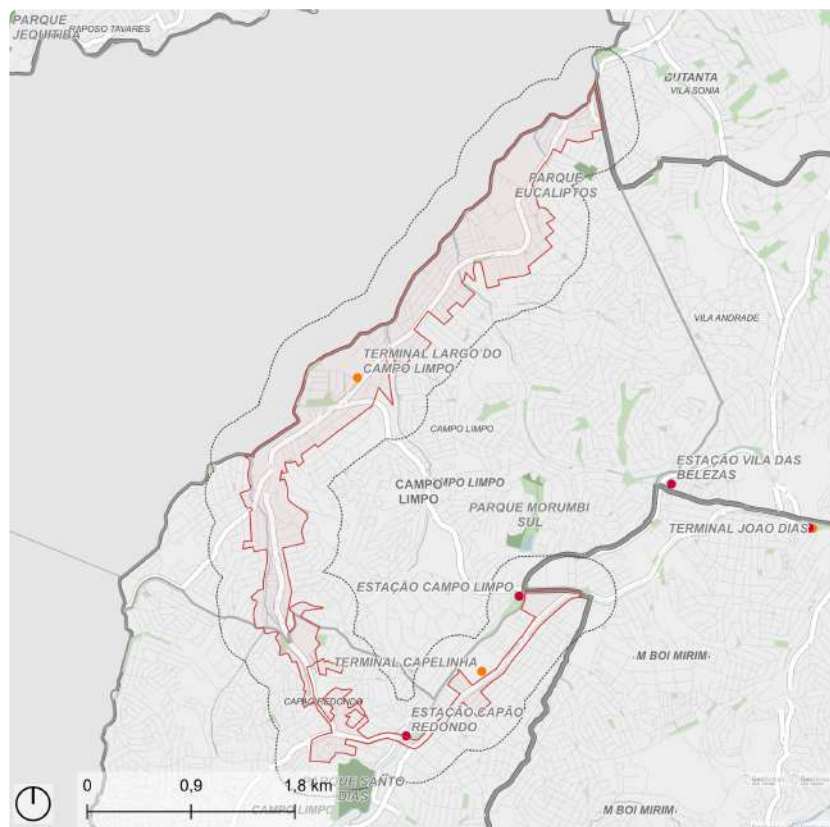 PARQUE
JEQUITIBA
RAPOSO TAVARES
BUTANTA
VILA SONIA
PARQUE
EUCALIPTOS
VILA ANDRADE
TERMINAL LARGO DO
CAMPO LIMPO
CAMPO LIMPO
ESTAÇÃO VILA DAS
BELEZAS
CAMPO
LIMPO
MPO LIMPO
PARQUE MORUMBI
SUL
TERMINAL JOAO DIAS
ESTAÇÃO CAMPO LIMPO
M BOI MIRIM
TERMINAL CAPELINHA
CAPAO REDONDO
ESTAÇÃO CAPÃO
REDONDO
PARQUE SANTO
DIAS
0 0,9 1,8 km
CAMPO LIMPO
M BOI MIRIM